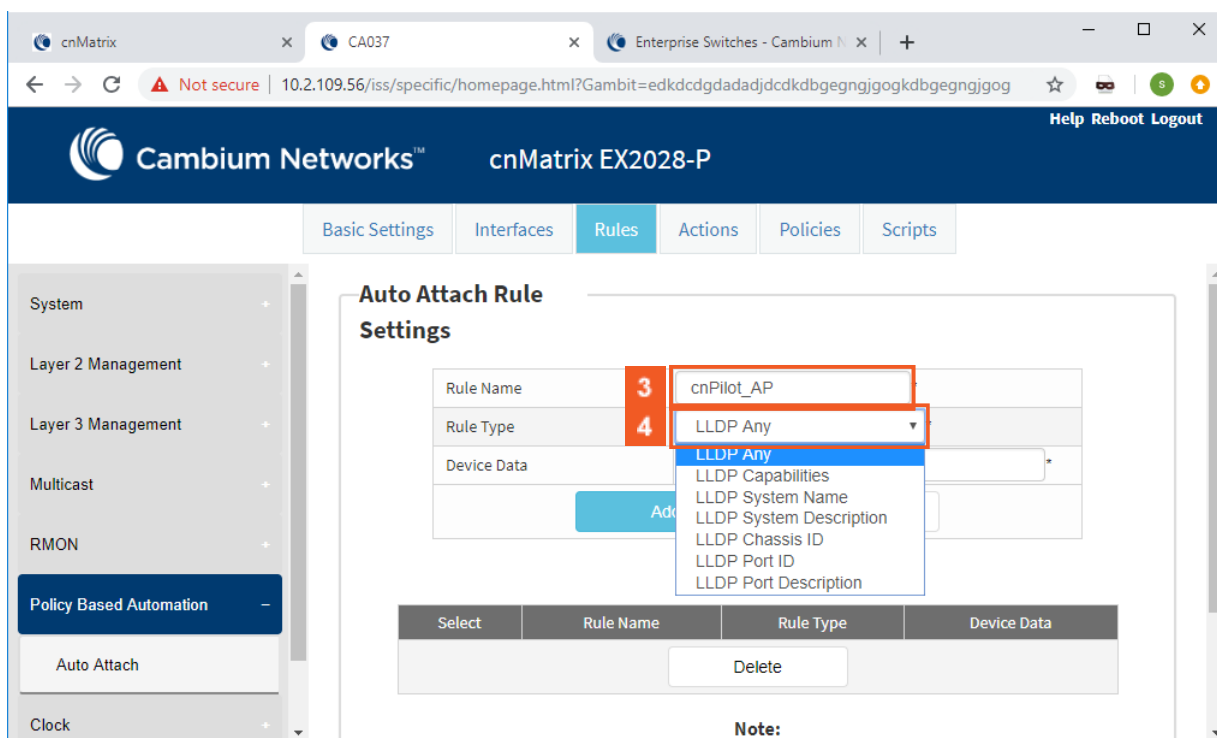 cnMatrix
CA037
Enterprise Switches - Cambium N
Not secure | 10.2.109.56/iss/specific/homepage.html?Gambit=edkdcdgdadadjdcdkdbgegngjgogkdbgegngjgog
S
Help Reboot Logout
Cambium Networks™ cnMatrix EX2028-P
Basic Settings Interfaces Rules Actions Policies Scripts
System +
Layer 2 Management +
Layer 3 Management +
Multicast +
RMON +
Policy Based Automation −
Auto Attach
Clock +
Auto Attach Rule
Settings
Rule Name 3 cnPilot_AP *
Rule Type 4 LLDP Any *
Device Data *
LLDP Any
LLDP Capabilities
LLDP System Name
LLDP System Description
LLDP Chassis ID
LLDP Port ID
LLDP Port Description
Select Rule Name Rule Type Device Data
Delete
Note: